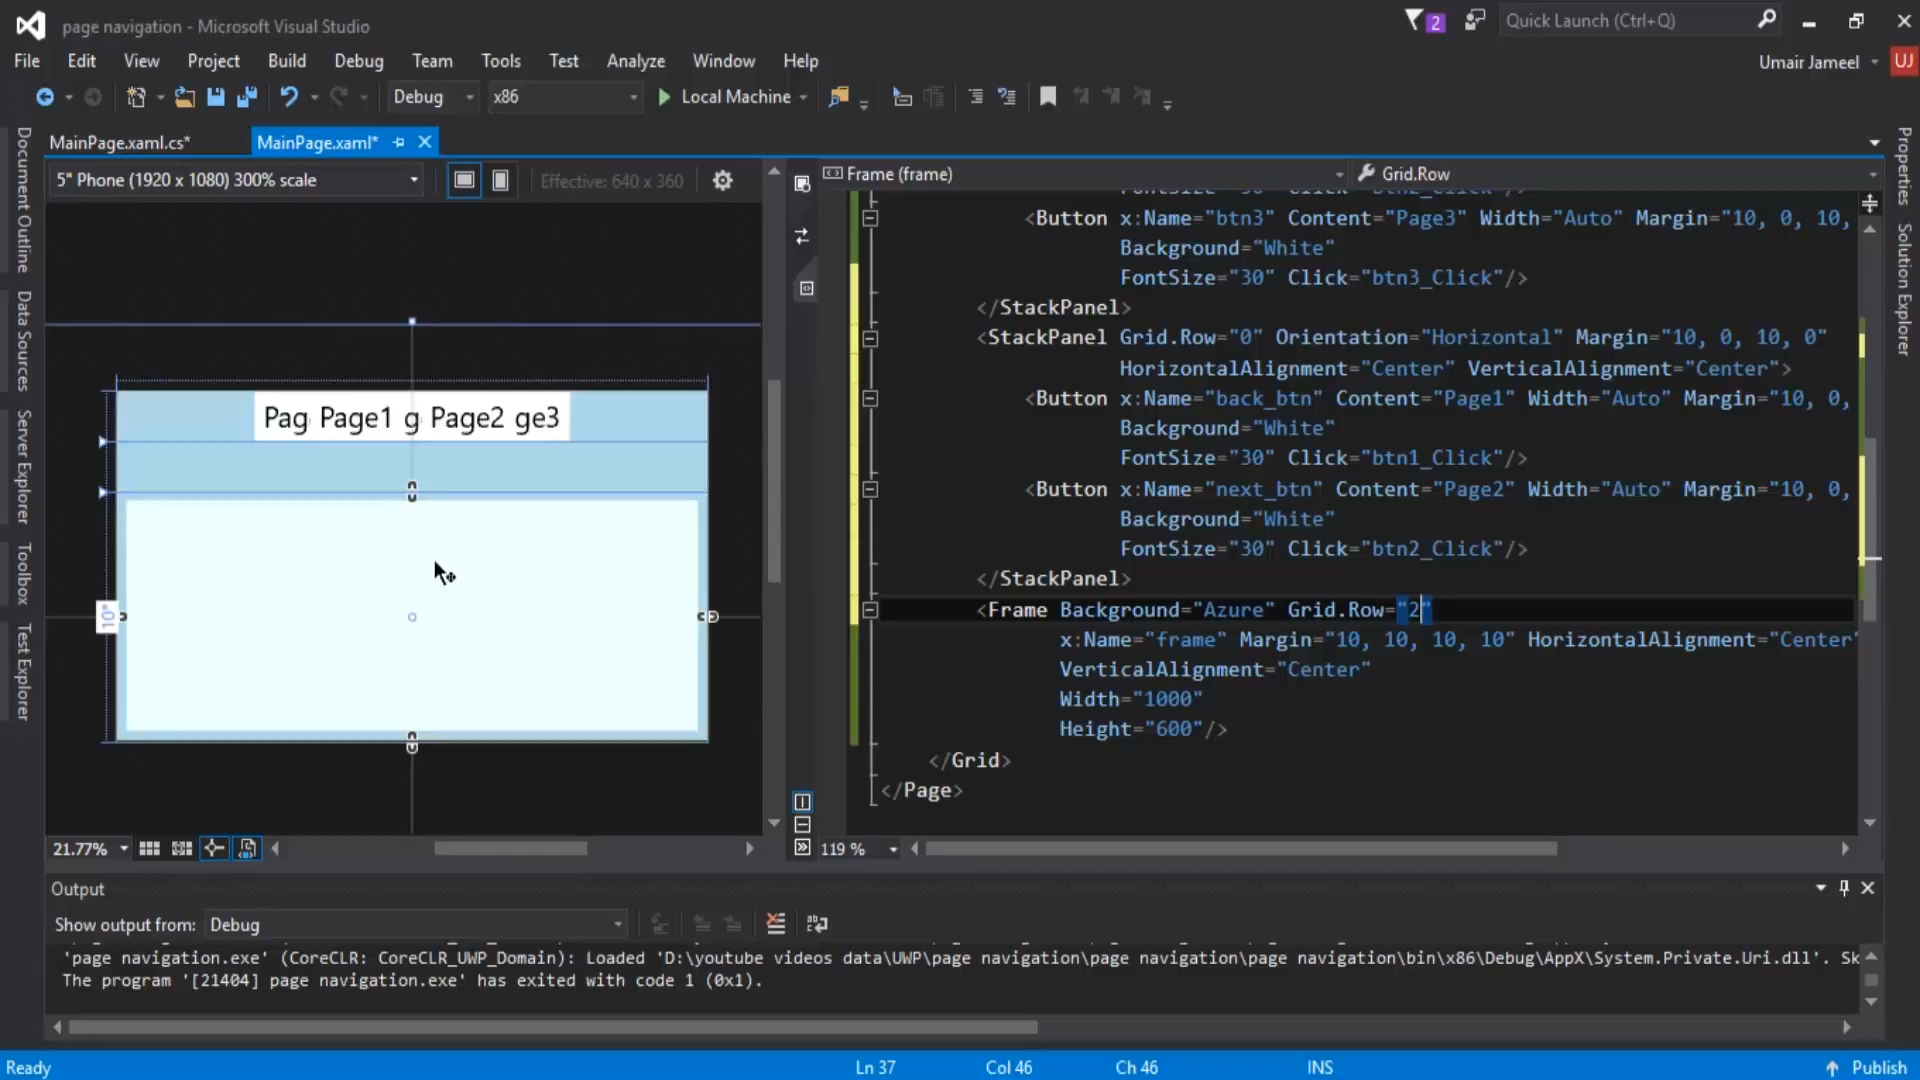 page navigation - Microsoft Visual Studio
2
Quick Launch (Ctrl+Q)
File Edit View Project Build Debug Team Tools Test Analyze Window Help
Umair Jameel
UJ
Debug
x86
Local Machine
MainPage.xaml.cs*
MainPage.xaml*
Document Outline
Data Sources
Server Explorer
Toolbox
Test Explorer
5" Phone (1920 x 1080) 300% scale
Effective: 640 x 360
Pag Page1 g Page2 ge3
10*
21.77%
Frame (frame)
Grid.Row
<Button x:Name="btn3" Content="Page3" Width="Auto" Margin="10, 0, 10,
Background="White"
FontSize="30" Click="btn3_Click"/>
</StackPanel>
<StackPanel Grid.Row="0" Orientation="Horizontal" Margin="10, 0, 10, 0"
HorizontalAlignment="Center" VerticalAlignment="Center">
<Button x:Name="back_btn" Content="Page1" Width="Auto" Margin="10, 0,
Background="White"
FontSize="30" Click="btn1_Click"/>
<Button x:Name="next_btn" Content="Page2" Width="Auto" Margin="10, 0,
Background="White"
FontSize="30" Click="btn2_Click"/>
</StackPanel>
<Frame Background="Azure" Grid.Row="2"
x:Name="frame" Margin="10, 10, 10, 10" HorizontalAlignment="Center"
VerticalAlignment="Center"
Width="1000"
Height="600"/>
</Grid>
</Page>
119 %
Properties
Solution Explorer
Output
Show output from: Debug
'page navigation.exe' (CoreCLR: CoreCLR_UWP_Domain): Loaded 'D:\youtube videos data\UWP\page navigation\page navigation\page navigation\bin\x86\Debug\AppX\System.Private.Uri.dll'. Sk
The program '[21404] page navigation.exe' has exited with code 1 (0x1).
Ready
Ln 37
Col 46
Ch 46
INS
Publish